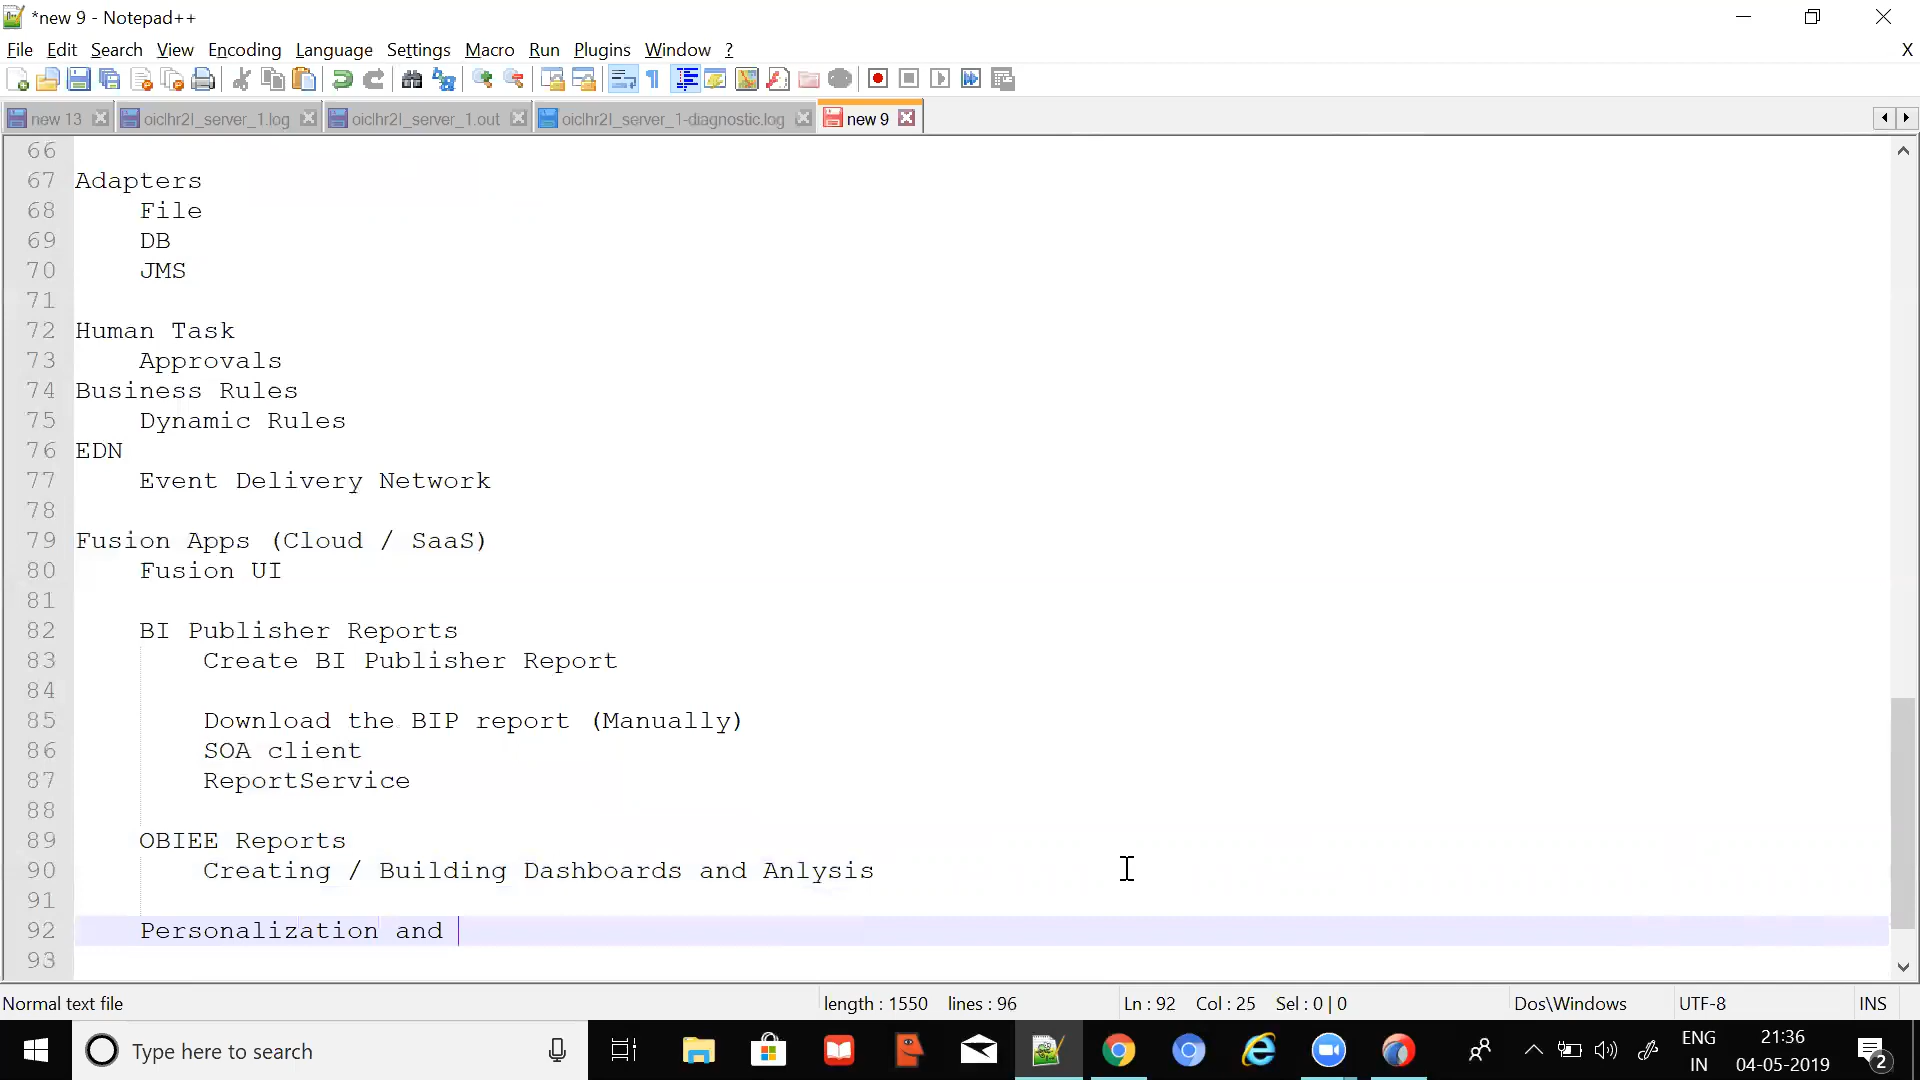 *new 9 - Notepad++
File Edit Search View Encoding Language Settings Macro Run Plugins Window ? X
new 13 oiclhr2l_server_1.log oiclhr2l_server_1.out oiclhr2l_server_1-diagnostic.log new 9
66
67 Adapters
68 File
69 DB
70 JMS
71
72 Human Task
73 Approvals
74 Business Rules
75 Dynamic Rules
76 EDN
77 Event Delivery Network
78
79 Fusion Apps (Cloud / SaaS)
80 Fusion UI
81
82 BI Publisher Reports
83 Create BI Publisher Report
84
85 Download the BIP report (Manually)
86 SOA client
87 ReportService
88
89 OBIEE Reports
90 Creating / Building Dashboards and Anlysis
91
92 Personalization and
93
Normal text file length : 1550 lines : 96 Ln : 92 Col : 25 Sel : 0 | 0 Dos\Windows UTF-8 INS
Type here to search
ENG
IN
21:36
04-05-2019
2